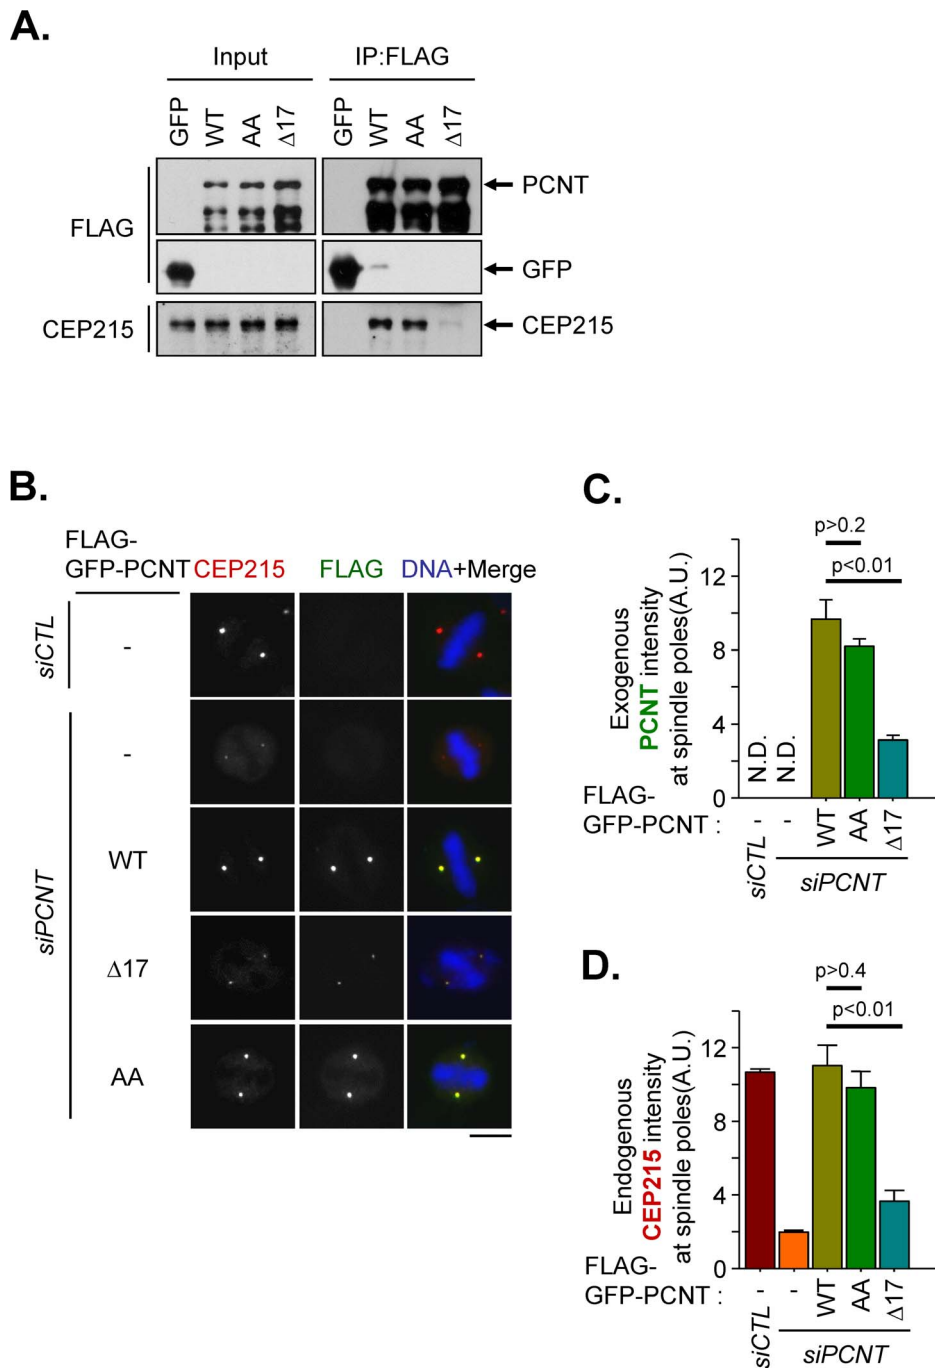 A.
Input
IP:FLAG
GFP
WT
AA
Δ17
GFP
WT
AA
Δ17
FLAG
PCNT
GFP
CEP215
CEP215
B.
FLAG-
GFP-PCNT
CEP215
FLAG
DNA+Merge
siCTL
-
siPCNT
-
WT
Δ17
AA
C.
p>0.2
p<0.01
Exogenous
PCNT intensity
at spindle poles(A.U.)
12
8
4
0
N.D.
N.D.
FLAG-
GFP-PCNT :
-
-
WT
AA
Δ17
siCTL
siPCNT
D.
p>0.4
p<0.01
Endogenous
CEP215 intensity
at spindle poles(A.U.)
12
8
4
0
FLAG-
GFP-PCNT :
-
-
WT
AA
Δ17
siCTL
siPCNT